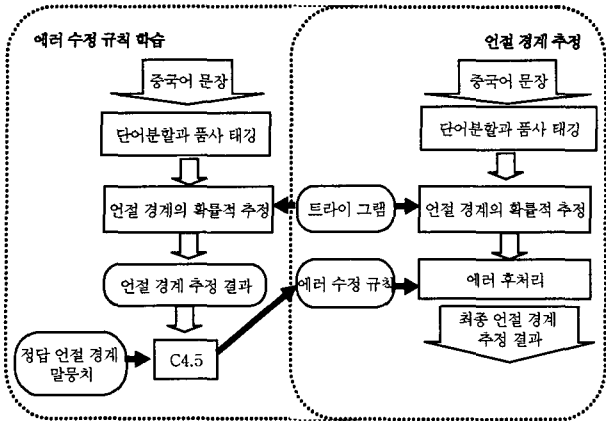 에러 수정 규칙 학습
중국어 문장
단어분할과 품사 태깅
언절 경계의 확률적 추정
언절 경계 추정 결과
정답 언절 경계
말뭉치
C4.5
트라이 그램
에러 수정 규칙
언절 경계 추정
중국어 문장
단어분할과 품사 태깅
언절 경계의 확률적 추정
에러 후처리
최종 언절 경계
추정 결과